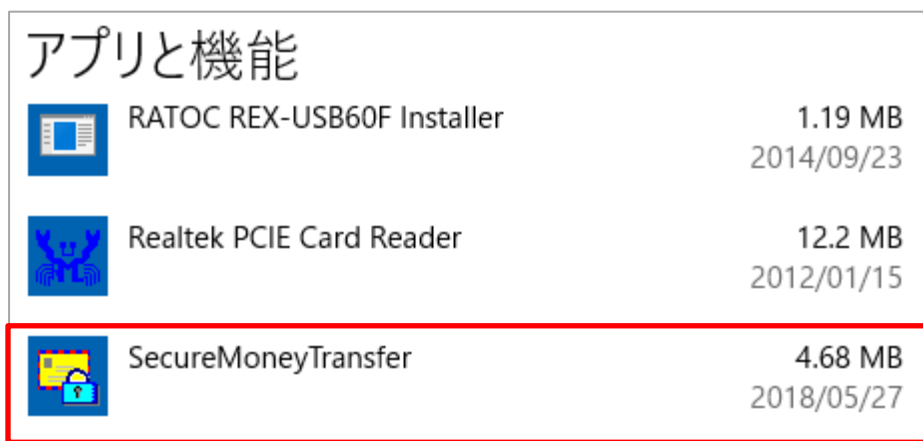 アプリと機能
RATOC REX-USB60F Installer 1.19 MB
2014/09/23
Realtek PCIE Card Reader 12.2 MB
2012/01/15
SecureMoneyTransfer 4.68 MB
2018/05/27